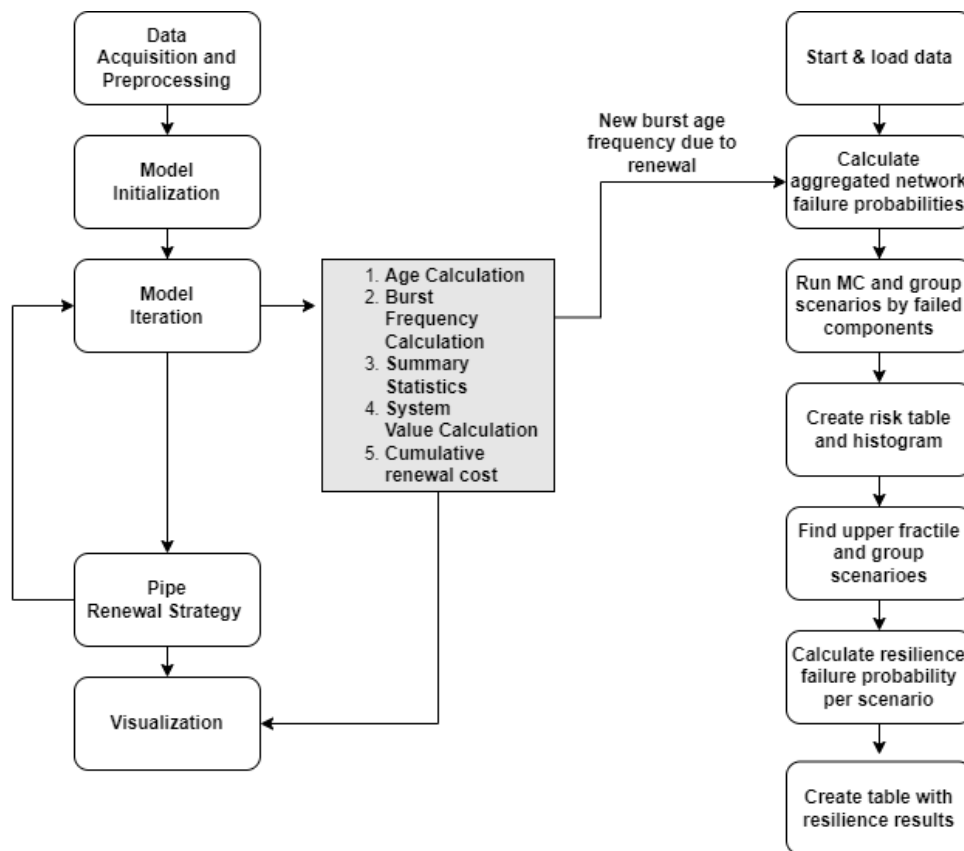 Data
Acquisition and
Preprocessing
Model
Initialization
Model
Iteration
Pipe
Renewal Strategy
Visualization
1. Age Calculation
2. Burst
Frequency
Calculation
3. Summary
Statistics
4. System
Value Calculation
5. Cumulative
renewal cost
New burst age
frequency due to
renewal
Start & load data
Calculate
aggregated network
failure probabilities
Run MC and group
scenarios by failed
components
Create risk table
and histogram
Find upper fractile
and group
scenarioes
Calculate resilience
failure probability
per scenario
Create table with
resilience results